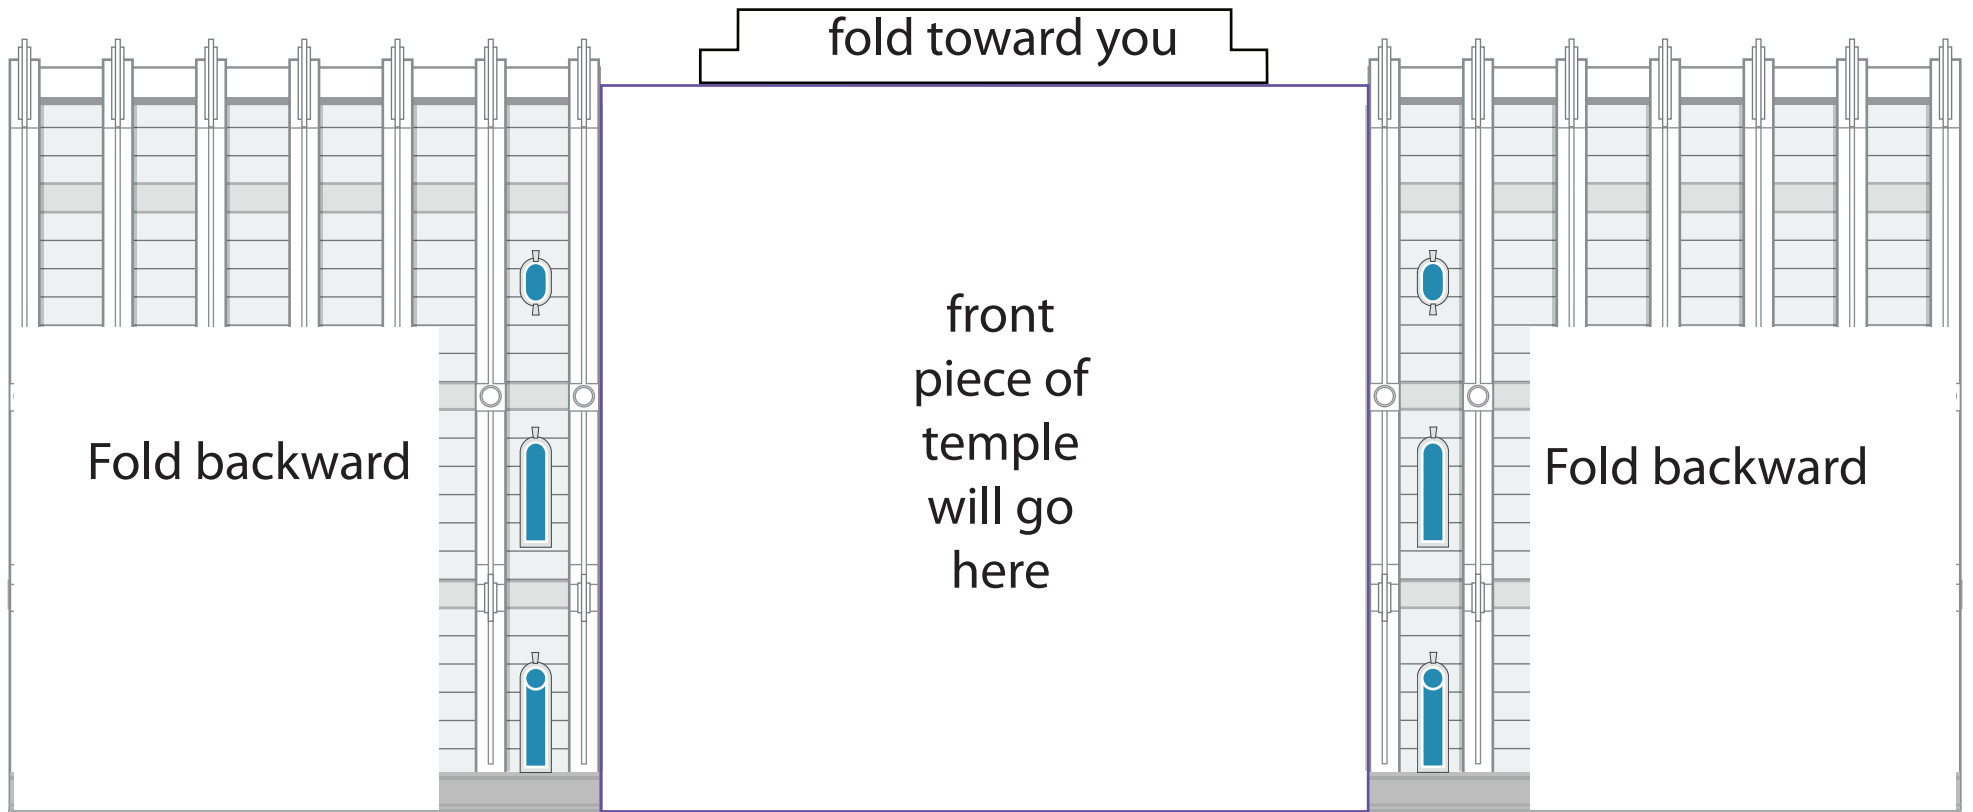 fold toward you
front
piece of
temple
will go
here
Fold backward
Fold backward